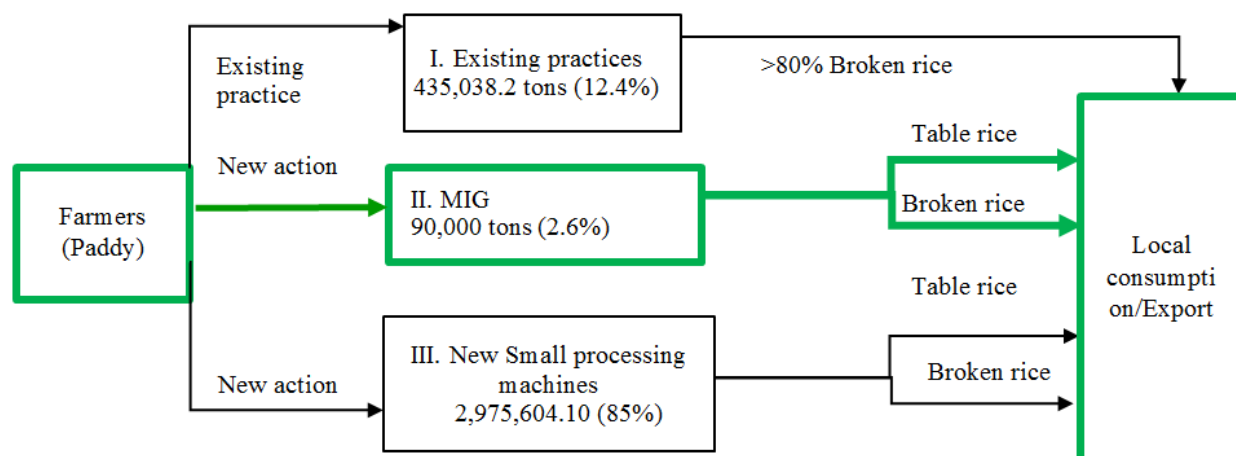 I. Existing practices
435,038.2 tons (12.4%)
>80% Broken rice
Existing
practice
New action
Table rice
II. MIG
90,000 tons (2.6%)
Broken rice
Farmers
(Paddy)
Local
consumpti
on/Export
Table rice
III. New Small processing
machines
2,975,604.10 (85%)
Broken rice
New action